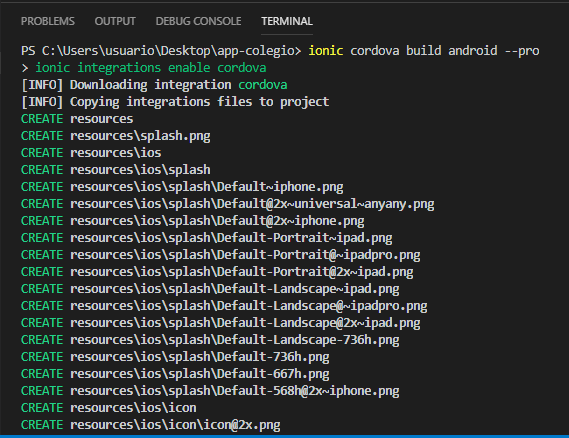 PROBLEMS OUTPUT DEBUG CONSOLE TERMINAL
PS C:\Users\usuario\Desktop\app-colegio> ionic cordova build android --pro
> ionic integrations enable cordova
[INFO] Downloading integration cordova
[INFO] Copying integrations files to project
CREATE resources
CREATE resources\splash.png
CREATE resources\ios
CREATE resources\ios\splash
CREATE resources\ios\splash\Default~iphone.png
CREATE resources\ios\splash\Default@2x~universal~anyany.png
CREATE resources\ios\splash\Default@2x~iphone.png
CREATE resources\ios\splash\Default-Portrait~ipad.png
CREATE resources\ios\splash\Default-Portrait@~ipadpro.png
CREATE resources\ios\splash\Default-Portrait@2x~ipad.png
CREATE resources\ios\splash\Default-Landscape~ipad.png
CREATE resources\ios\splash\Default-Landscape@~ipadpro.png
CREATE resources\ios\splash\Default-Landscape@2x~ipad.png
CREATE resources\ios\splash\Default-Landscape-736h.png
CREATE resources\ios\splash\Default-736h.png
CREATE resources\ios\splash\Default-667h.png
CREATE resources\ios\splash\Default-568h@2x~iphone.png
CREATE resources\ios\icon
CREATE resources\ios\icon\icon@2x.png